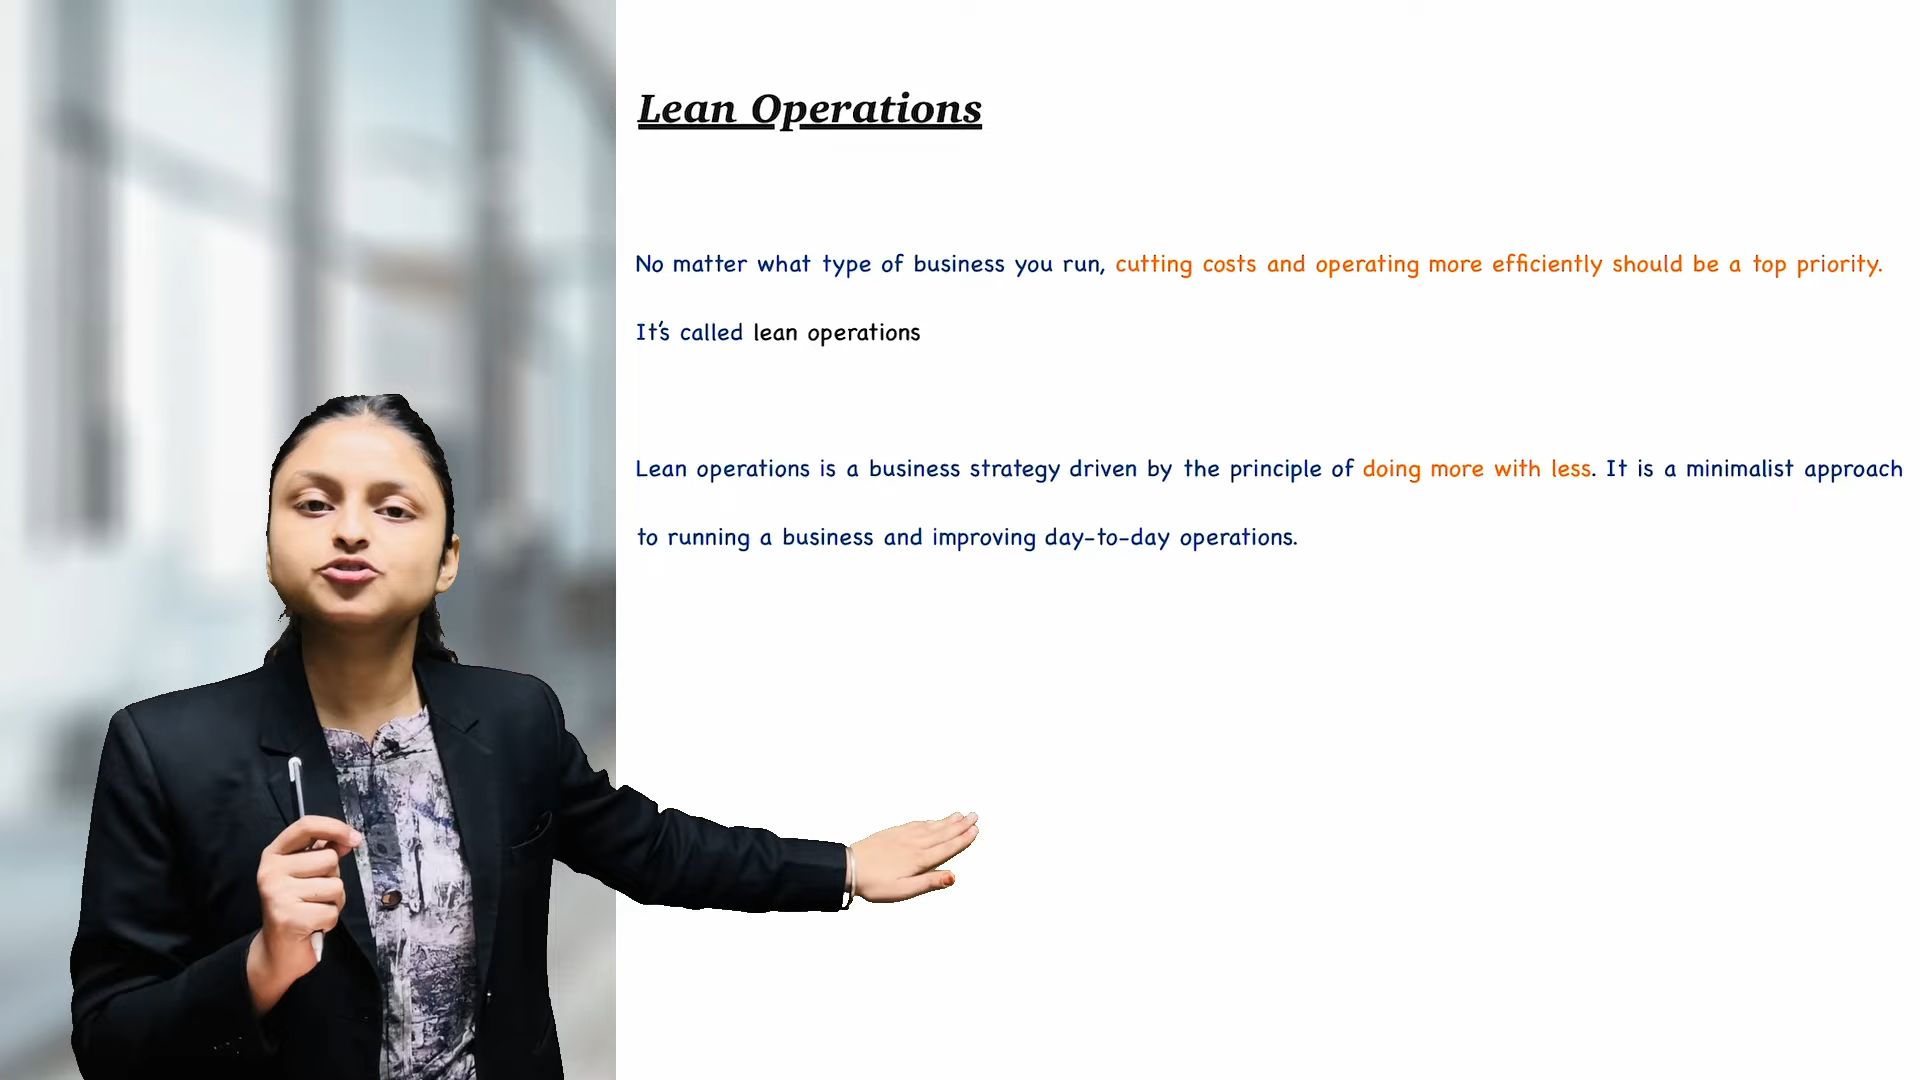 Lean Operations
No matter what type of business you run, cutting costs and operating more efficiently should be a top priority.
It's called lean operations
Lean operations is a business strategy driven by the principle of doing more with less. It is a minimalist approach
to running a business and improving day-to-day operations.